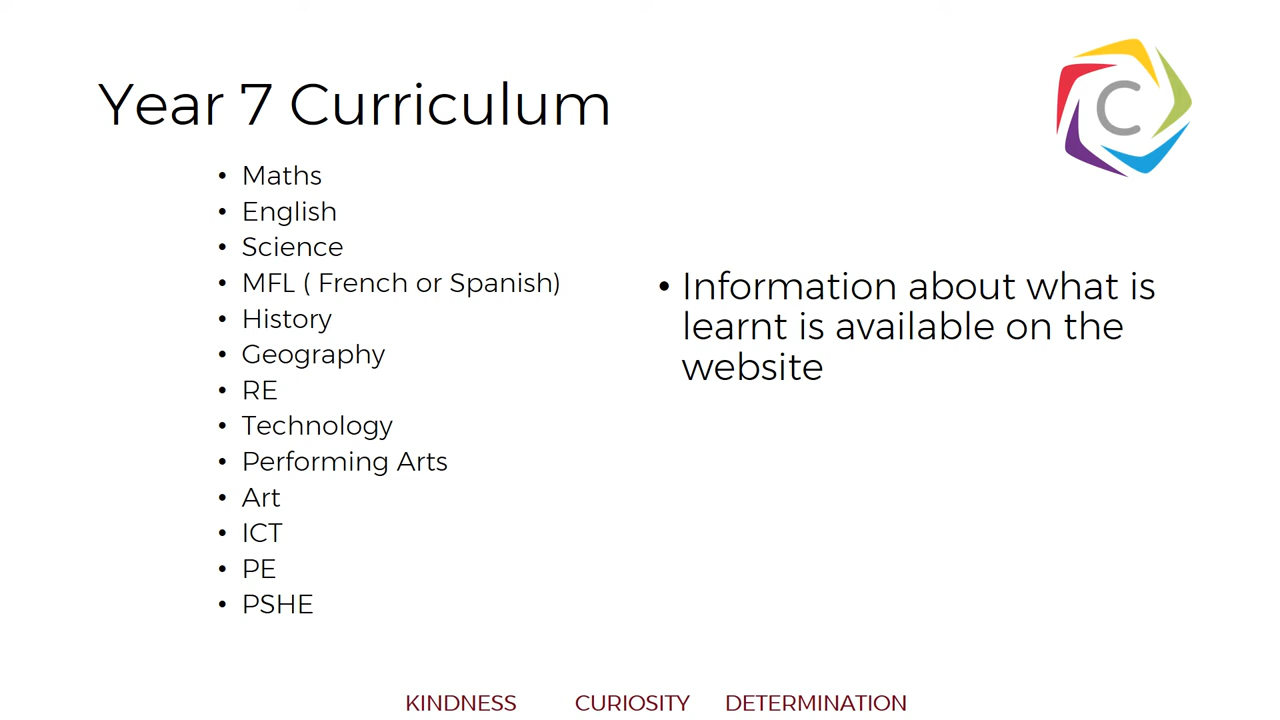 Year 7 Curriculum
C
• Maths
• English
• Science
• MFL ( French or Spanish)
• History
• Geography
• RE
• Technology
• Performing Arts
• Art
• ICT
• PE
• PSHE
• Information about what is
learnt is available on the
website
KINDNESS CURIOSITY DETERMINATION